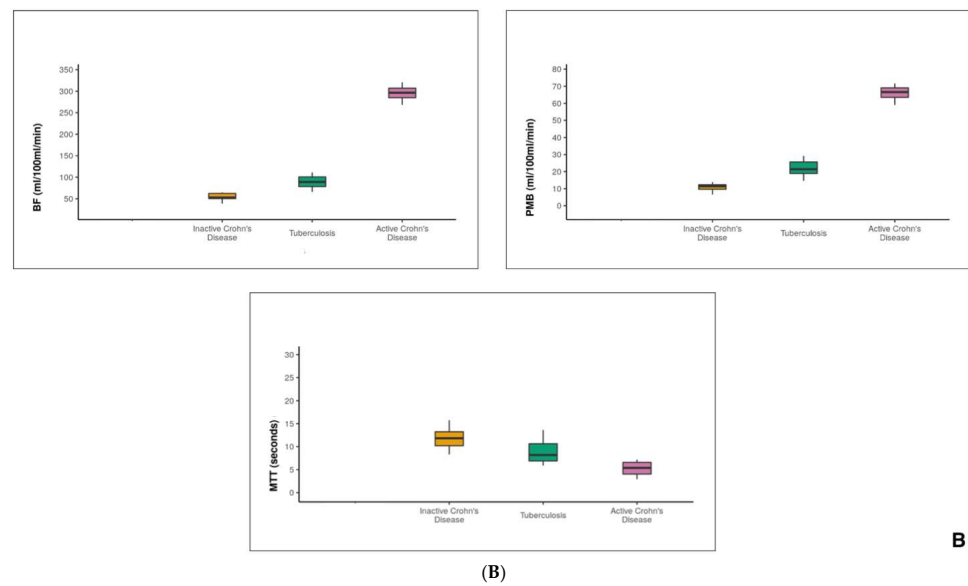 BF (ml/100ml/min)
350
300
250
200
150
100
50
Inactive Crohn's
Disease
Tuberculosis
Active Crohn's
Disease
PMB (ml/100ml/min)
80
70
60
50
40
30
20
10
0
Inactive Crohn's
Disease
Tuberculosis
Active Crohn's
Disease
MTT (seconds)
30
25
20
15
10
5
0
Inactive Crohn's
Disease
Tuberculosis
Active Crohn's
Disease
B
(B)